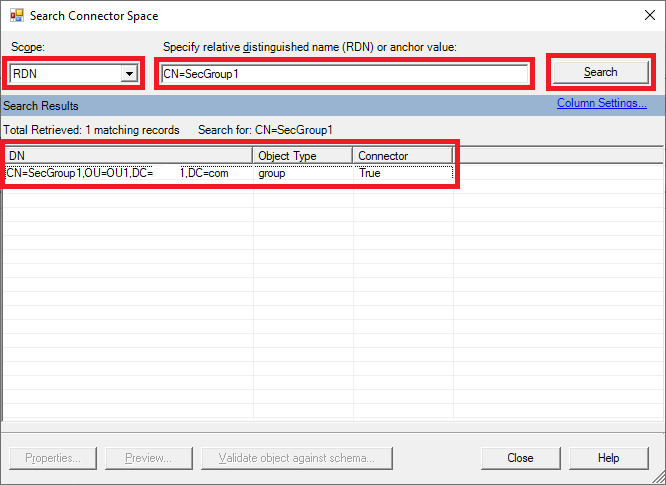 Search Connector Space
Scope:
Specify relative distinguished name (RDN) or anchor value:
RDN
CN=SecGroup1
Search
Search Results
Column Settings...
Total Retrieved: 1 matching records
Search for: CN=SecGroup1
DN Object Type Connector
CN=SecGroup1,OU=OU1,DC= 1,DC=com group True
Properties... Preview... Validate object against schema... Close Help